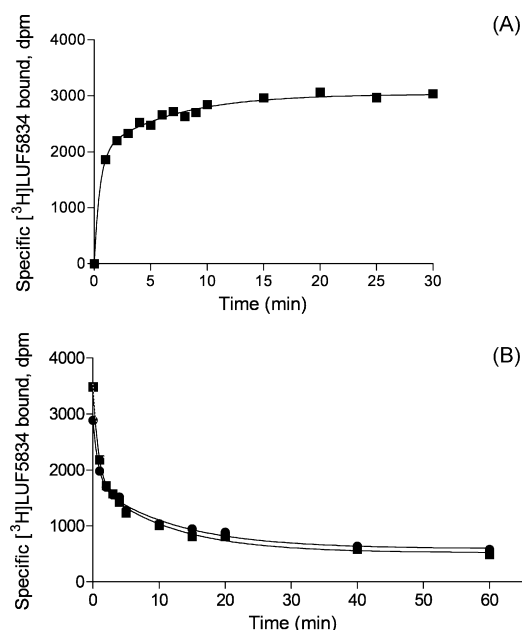 (A)
Specific [³H]LUF5834 bound, dpm
4000
3000
2000
1000
0
0 5 10 15 20 25 30
Time (min)
(B)
Specific [³H]LUF5834 bound, dpm
4000
3000
2000
1000
0
0 10 20 30 40 50 60
Time (min)